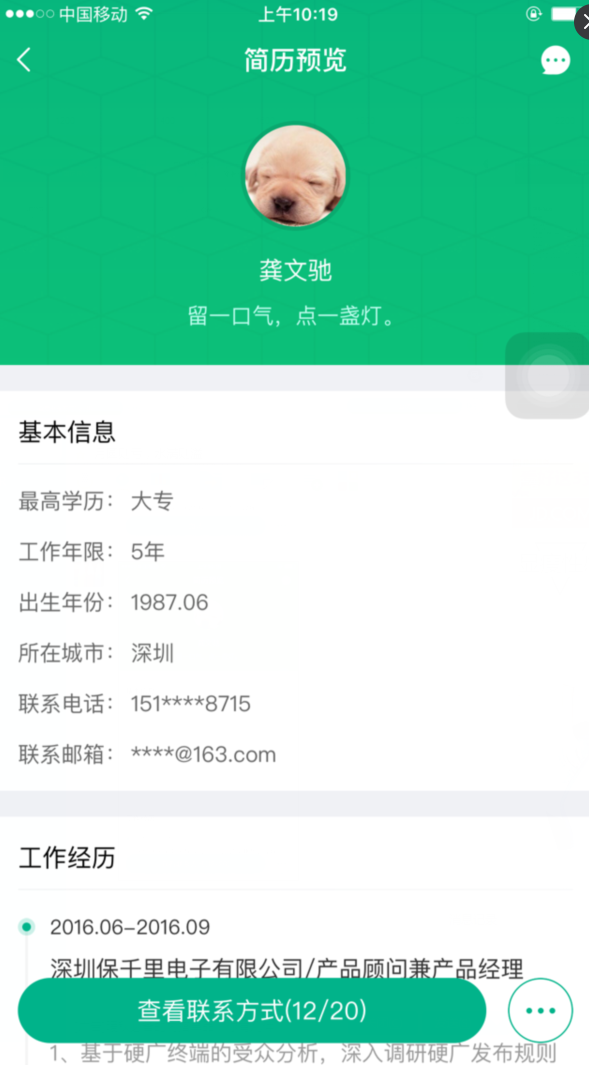 中国移动
上午10:19
简历预览
龚文驰
留一口气，点一盏灯。
基本信息
最高学历： 大专
工作年限： 5年
出生年份： 1987.06
所在城市： 深圳
联系电话： 151****8715
联系邮箱： ****@163.com
工作经历
2016.06-2016.09
深圳保千里电子有限公司/产品顾问兼产品经理
查看联系方式(12/20)
1、基于硬广终端的受众分析，深入调研硬广发布规则